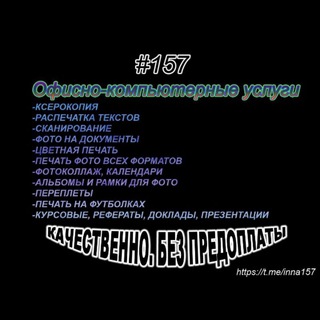 #157
Офисно-компьютерные услуги
-КСЕРОКОПИЯ
-РАСПЕЧАТКА ТЕКСТОВ
-СКАНИРОВАНИЕ
-ФОТО НА ДОКУМЕНТЫ
-ЦВЕТНАЯ ПЕЧАТЬ
-ПЕЧАТЬ ФОТО ВСЕХ ФОРМАТОВ
-ФОТОКОЛЛАЖ, КАЛЕНДАРИ
-АЛЬБОМЫ И РАМКИ ДЛЯ ФОТО
-ПЕРЕПЛЕТЫ
-ПЕЧАТЬ НА ФУТБОЛКАХ
-КУРСОВЫЕ, РЕФЕРАТЫ, ДОКЛАДЫ, ПРЕЗЕНТАЦИИ
КАЧЕСТВЕННО. БЕЗ ПРЕДОПЛАТЫ
https://t.me/inna157